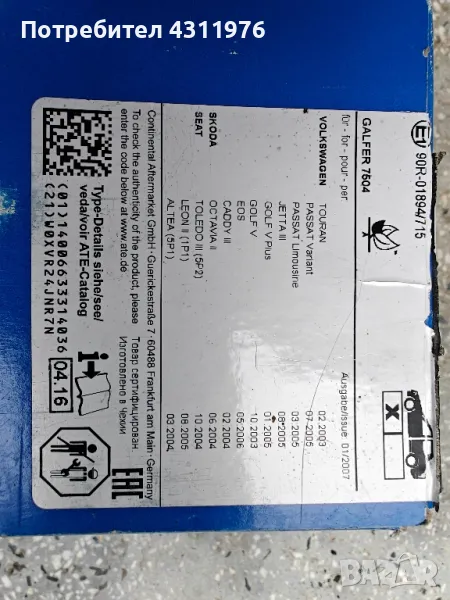 Потребител 4311976
E 90R-01894/715
GALFER 7604
Ausgabe/issue 01/2007
für - for - pour - per:
VOLKSWAGEN TOURAN 02.2003
PASSAT Variant 07.2005
PASSAT Limousine 03.2005
JETTA III 08.2005
GOLF V Plus 01.2005
GOLF V 10.2003
EOS 05.2006
CADDY III 02.2004
SKODA OCTAVIA II 06.2004
SEAT TOLEDO III (5P2) 10.2004
LEON II (1P1) 08.2005
ALTEA (5P1) 03.2004
Continental Aftermarket GmbH · Guerickestraße 7 · 60488 Frankfurt am Main · Germany
To check the authenticity of the product, please
enter the code below at www.ate.de
Товар сертифицирован.
Изготовлено в Чехии
Type-Details siehe/see/
veda/voir ATE-Catalog
(01)14006633314036
(21)W0XVR24JNR7N
04.16
i
X
EAC
BAZAR
bg